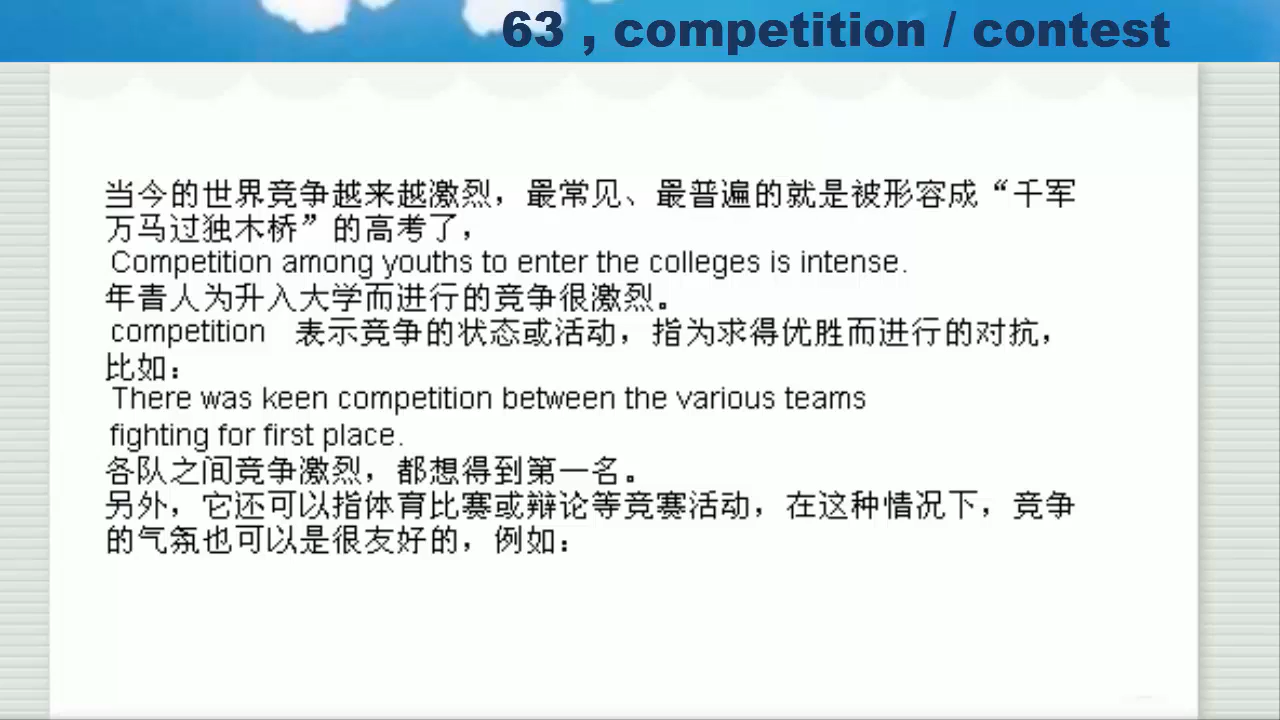 63 , competition / contest
当今的世界竞争越来越激烈，最常见、最普遍的就是被形容成“千军
万马过独木桥”的高考了，
Competition among youths to enter the colleges is intense.
年青人为升入大学而进行的竞争很激烈。
competition 表示竞争的状态或活动，指为求得优胜而进行的对抗，
比如：
There was keen competition between the various teams
fighting for first place.
各队之间竞争激烈，都想得到第一名。
另外，它还可以指体育比赛或辩论等竞赛活动，在这种情况下，竞争
的气氛也可以是很友好的，例如：